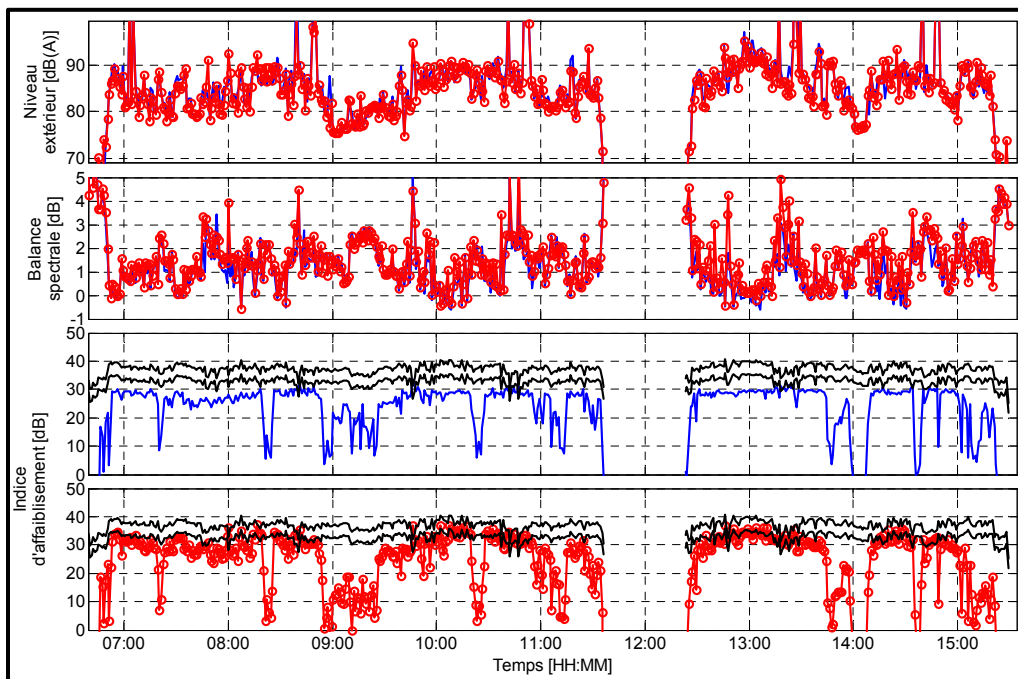 Niveau
extérieur [dB(A)]
90
80
70
Balance
spectrale [dB]
5
4
3
2
1
0
-1
Indice
d'affaiblisement [dB]
50
40
30
20
10
0
50
40
30
20
10
0
07:00 08:00 09:00 10:00 11:00 12:00 13:00 14:00 15:00
Temps [HH:MM]